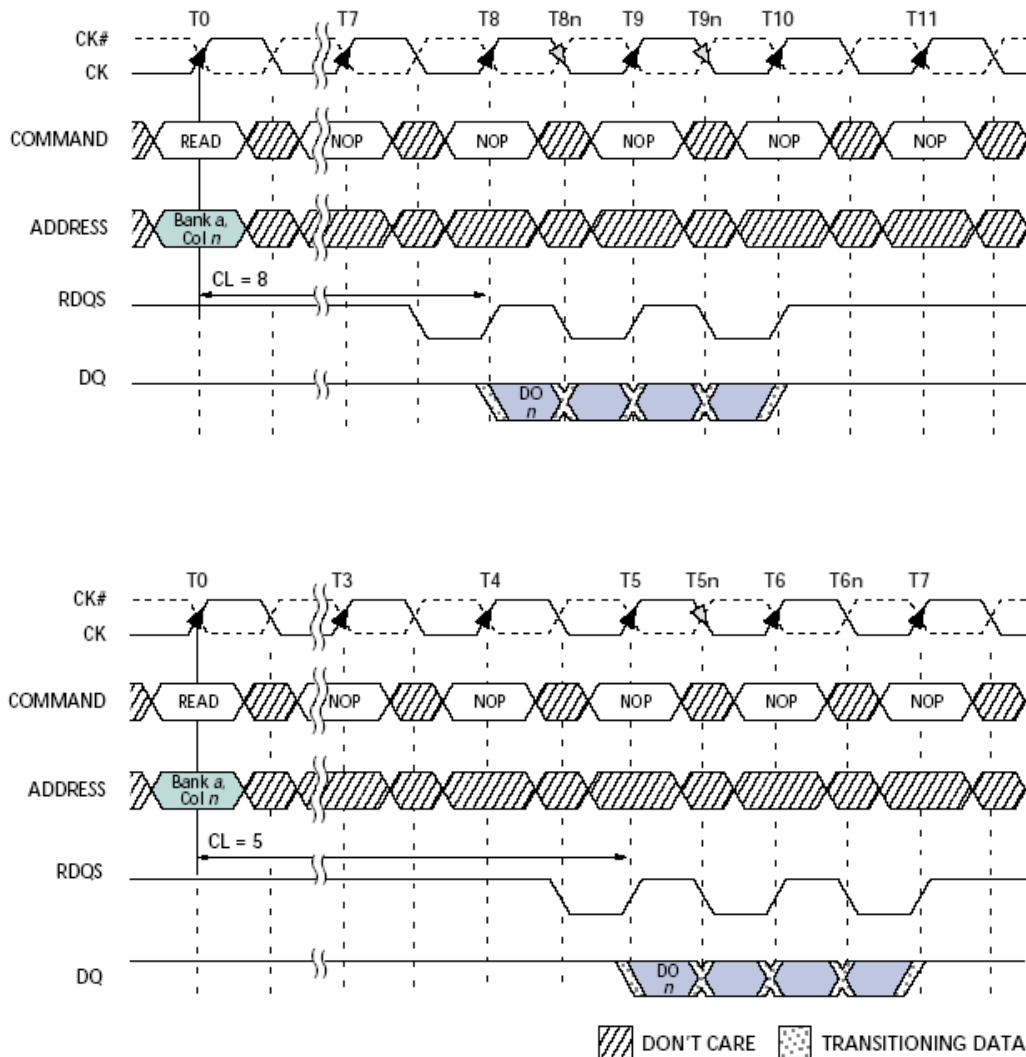 T0 T7 T8 T8n T9 T9n T10 T11
CK#
CK
COMMAND READ NOP NOP NOP NOP NOP
ADDRESS Bank a,
Col n
CL = 8
RDQS
DQ DO
n
T0 T3 T4 T5 T5n T6 T6n T7
CK#
CK
COMMAND READ NOP NOP NOP NOP NOP
ADDRESS Bank a,
Col n
CL = 5
RDQS
DQ DO
n
DON'T CARE TRANSITIONING DATA